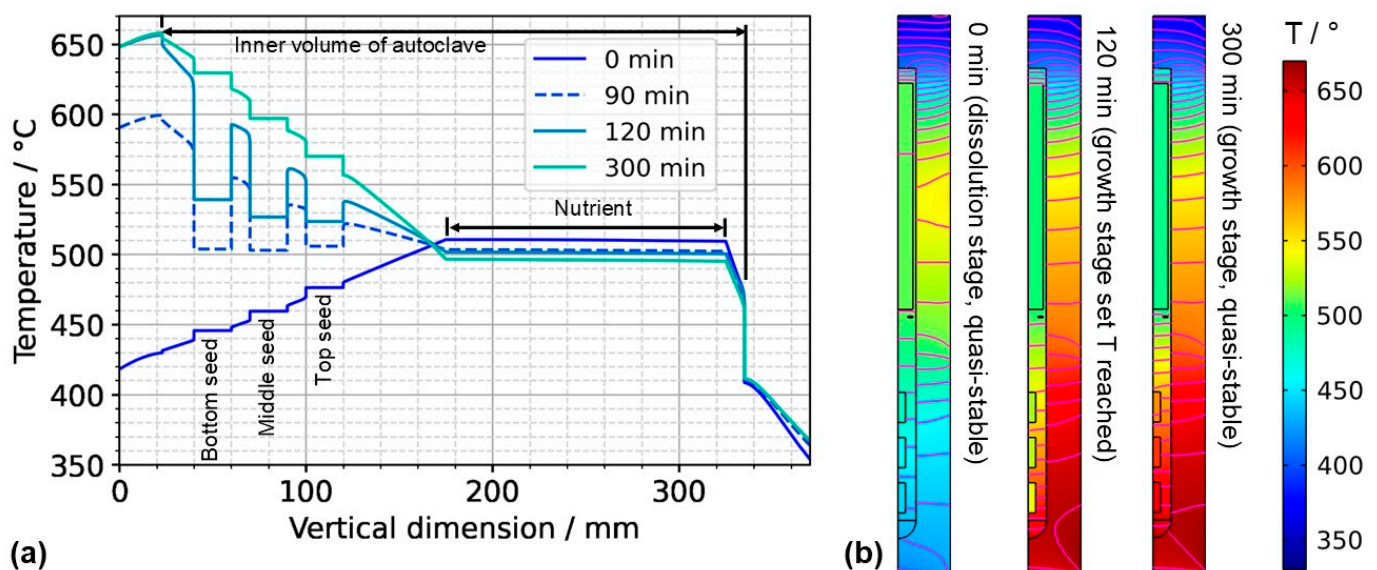 650
600
550
500
450
400
350
Temperature / °C
Inner volume of autoclave
0 min
90 min
120 min
300 min
Nutrient
Bottom seed
Middle seed
Top seed
0
100
200
300
Vertical dimension / mm
(a)
0 min (dissolution stage, quasi-stable)
120 min (growth stage set T reached)
300 min (growth stage, quasi-stable)
T / °
650
600
550
500
450
400
350
(b)